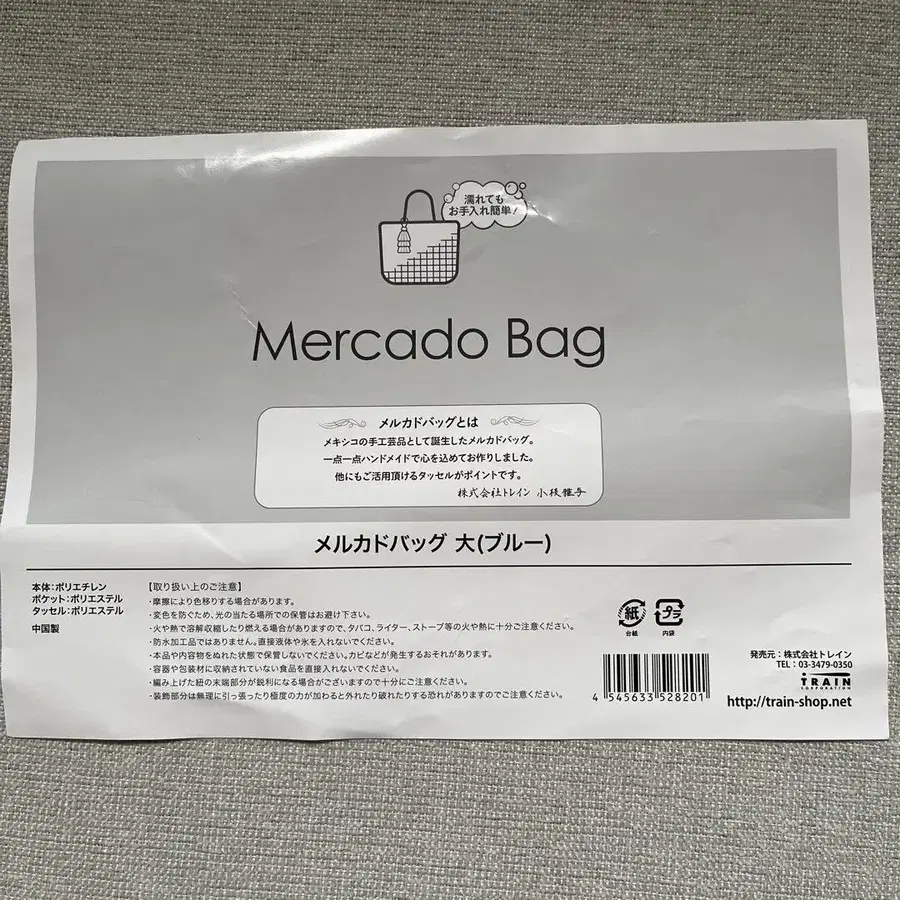 濡れても
お手入れ簡単！
Mercado Bag
メルカドバッグとは
メキシコの手工芸品として誕生したメルカドバッグ。
一点一点ハンドメイドで心を込めてお作りしました。
他にもご活用頂けるタッセルがポイントです。
株式会社トレイン 小枝雅子
メルカドバッグ 大(ブルー)
本体：ポリエチレン
ポケット：ポリエステル
タッセル：ポリエステル
中国製
【取り扱い上のご注意】
・摩擦により色移りする場合があります。
・変色を防ぐため、光の当たる場所での保管はお避け下さい。
・火や熱で溶解収縮したり燃える場合がありますので、タバコ、ライター、ストーブ等の火や熱に十分ご注意ください。
・防水加工品ではありません。直接液体や氷を入れないでください。
・本品や内容物をぬれた状態で保管しないでください。カビなどが発生するおそれがあります。
・容器や包装材に収納されていない食品を直接入れないでください。
・編み上げた紐の末端部分が鋭利になる場合がございますので十分にご注意ください。
・装飾部分は無理に引っ張ったり極度の力が加わると外れたり破れたりする恐れがありますのでご注意ください。
紙
台紙
プラ
内袋
4 545633 528201
発売元：株式会社トレイン
TEL：03-3479-0350
TRAIN
CORPORATION
http://train-shop.net